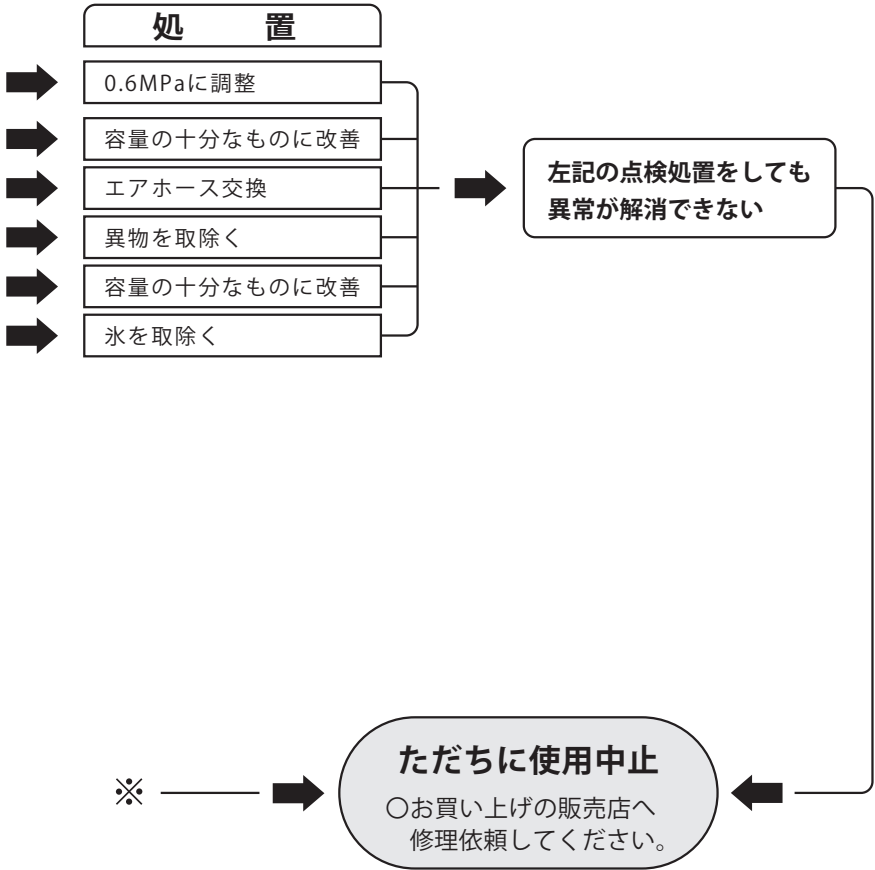 処 置
0.6MPaに調整
容量の十分なものに改善
エアホース交換
異物を取除く
容量の十分なものに改善
氷を取除く
左記の点検処置をしても
異常が解消できない
※
ただちに使用中止
○お買い上げの販売店へ
修理依頼してください。